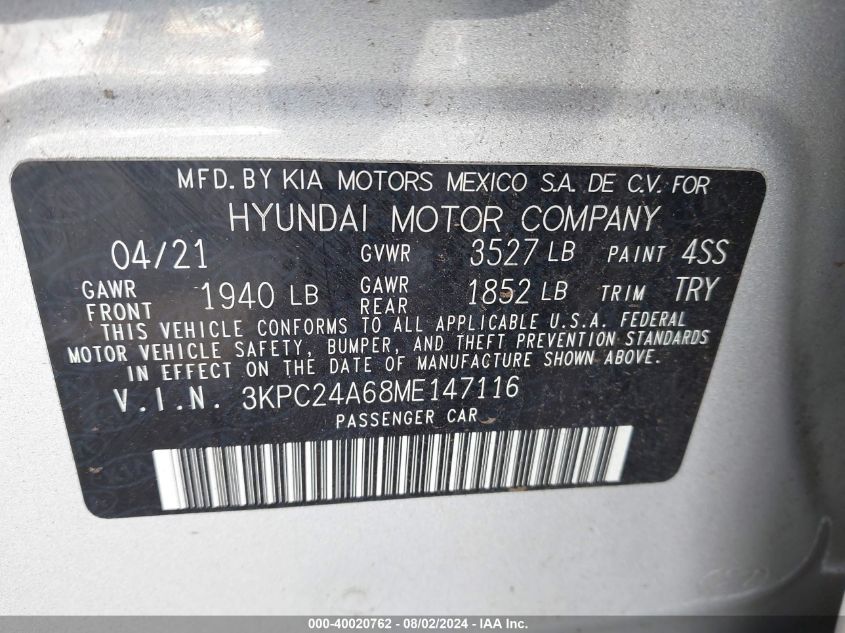 MFD. BY KIA MOTORS MEXICO S.A. DE C.V. FOR
HYUNDAI MOTOR COMPANY
04/21 GVWR 3527 LB PAINT 4SS
GAWR FRONT 1940 LB GAWR REAR 1852 LB TRIM TRY
THIS VEHICLE CONFORMS TO ALL APPLICABLE U.S.A. FEDERAL
MOTOR VEHICLE SAFETY, BUMPER, AND THEFT PREVENTION STANDARDS
IN EFFECT ON THE DATE OF MANUFACTURE SHOWN ABOVE.
V.I.N. 3KPC24A68ME147116
PASSENGER CAR
000-40020762 - 08/02/2024 - IAA Inc.